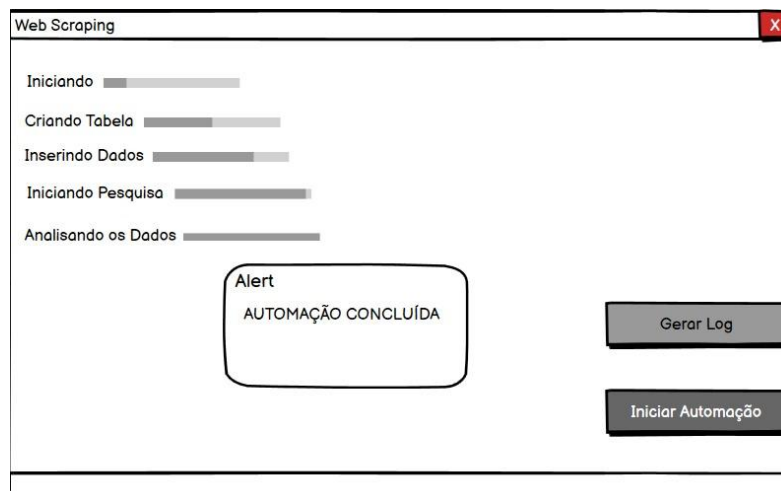 Web Scraping
X
Iniciando
Criando Tabela
Inserindo Dados
Iniciando Pesquisa
Analisando os Dados
Alert
AUTOMAÇÃO CONCLUÍDA
Gerar Log
Iniciar Automação